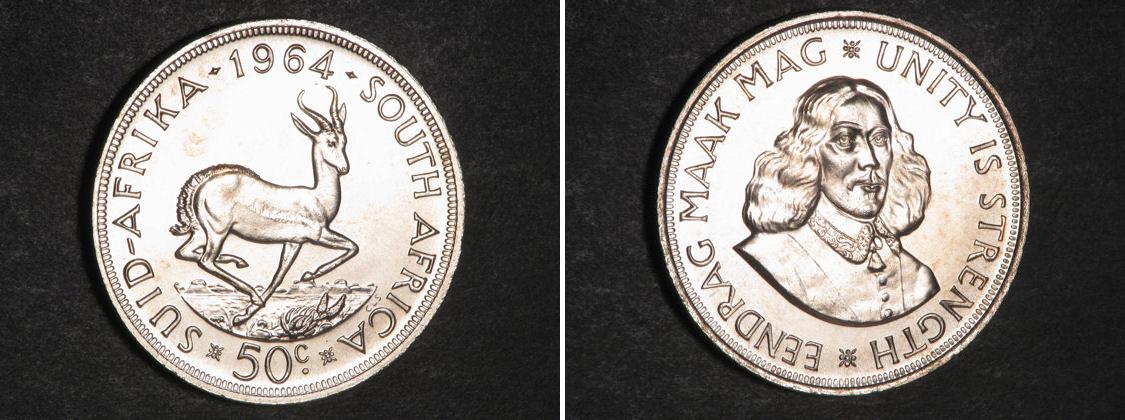 SUID-AFRIKA · 1964 · SOUTH AFRICA
50c
EENDRAG MAAK MAG
UNITY IS STRENGTH